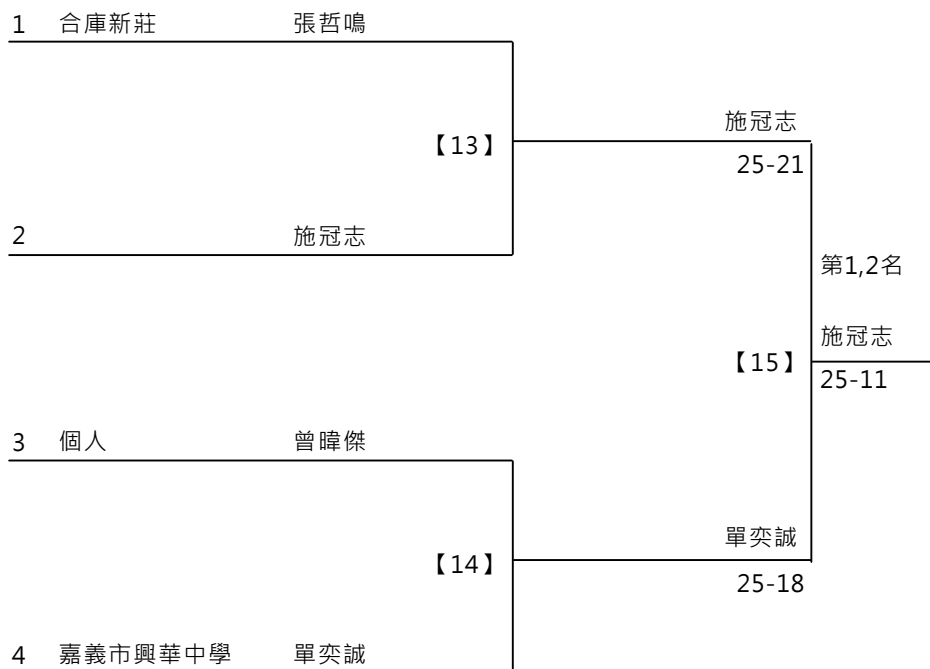 1 合庫新莊 張哲鳴
施冠志
【13】
25-21
2 施冠志
第1,2名
施冠志
【15】
25-11
3 個人 曾暐傑
單奕誠
【14】
25-18
4 嘉義市興華中學 單奕誠